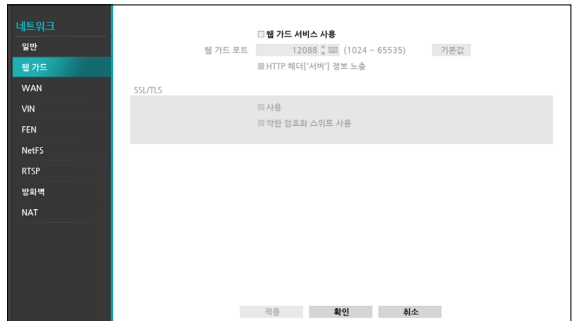 네트워크
일반
웹 가드
WAN
VIN
FEN
NetFS
RTSP
방화벽
NAT
웹 가드 서비스 사용
웹 가드 포트 12088 (1024 ~ 65535) 기본값
HTTP 헤더['서버'] 정보 노출
SSL/TLS
사용
약한 암호화 스위트 사용
적용 확인 취소